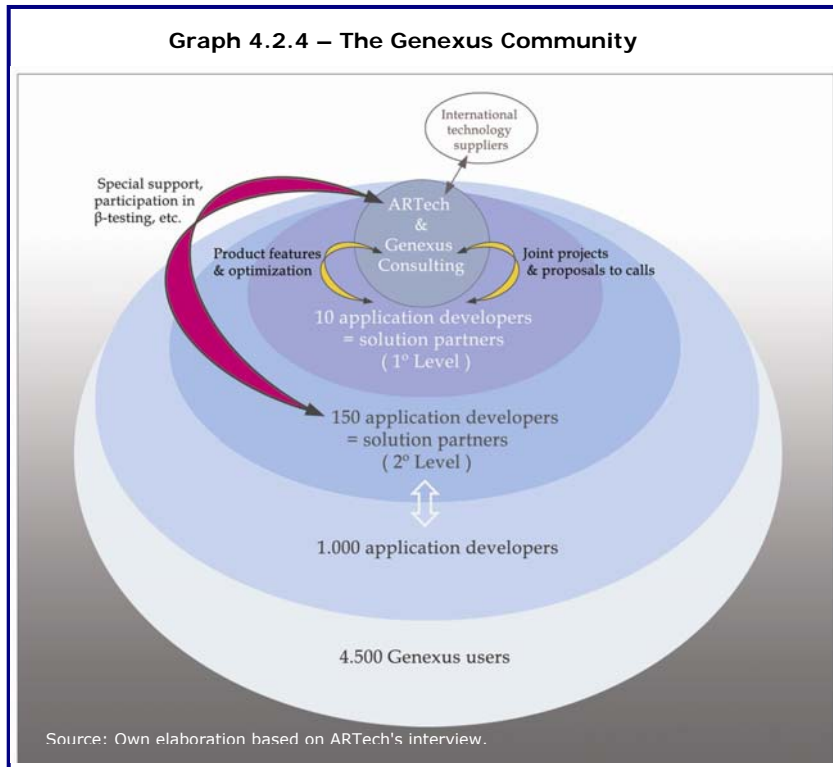 Graph 4.2.4 – The Genexus Community
International
technology
suppliers
Special support,
participation in
β-testing, etc.
ARTech
&
Genexus
Consulting
Product features
& optimization
Joint projects
& proposals to calls
10 application developers
= solution partners
( 1º Level )
150 application developers
= solution partners
( 2º Level )
1.000 application developers
4.500 Genexus users
Source: Own elaboration based on ARTech's interview.